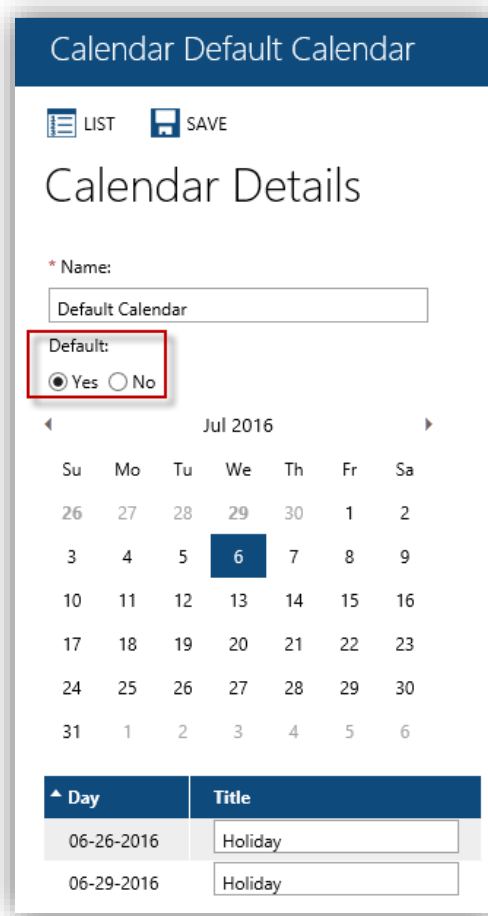 Calendar Default Calendar
LIST SAVE
Calendar Details
* Name:
Default Calendar
Default:
Yes No
Jul 2016
Su Mo Tu We Th Fr Sa
26 27 28 29 30 1 2
3 4 5 6 7 8 9
10 11 12 13 14 15 16
17 18 19 20 21 22 23
24 25 26 27 28 29 30
31 1 2 3 4 5 6
Day Title
06-26-2016 Holiday
06-29-2016 Holiday